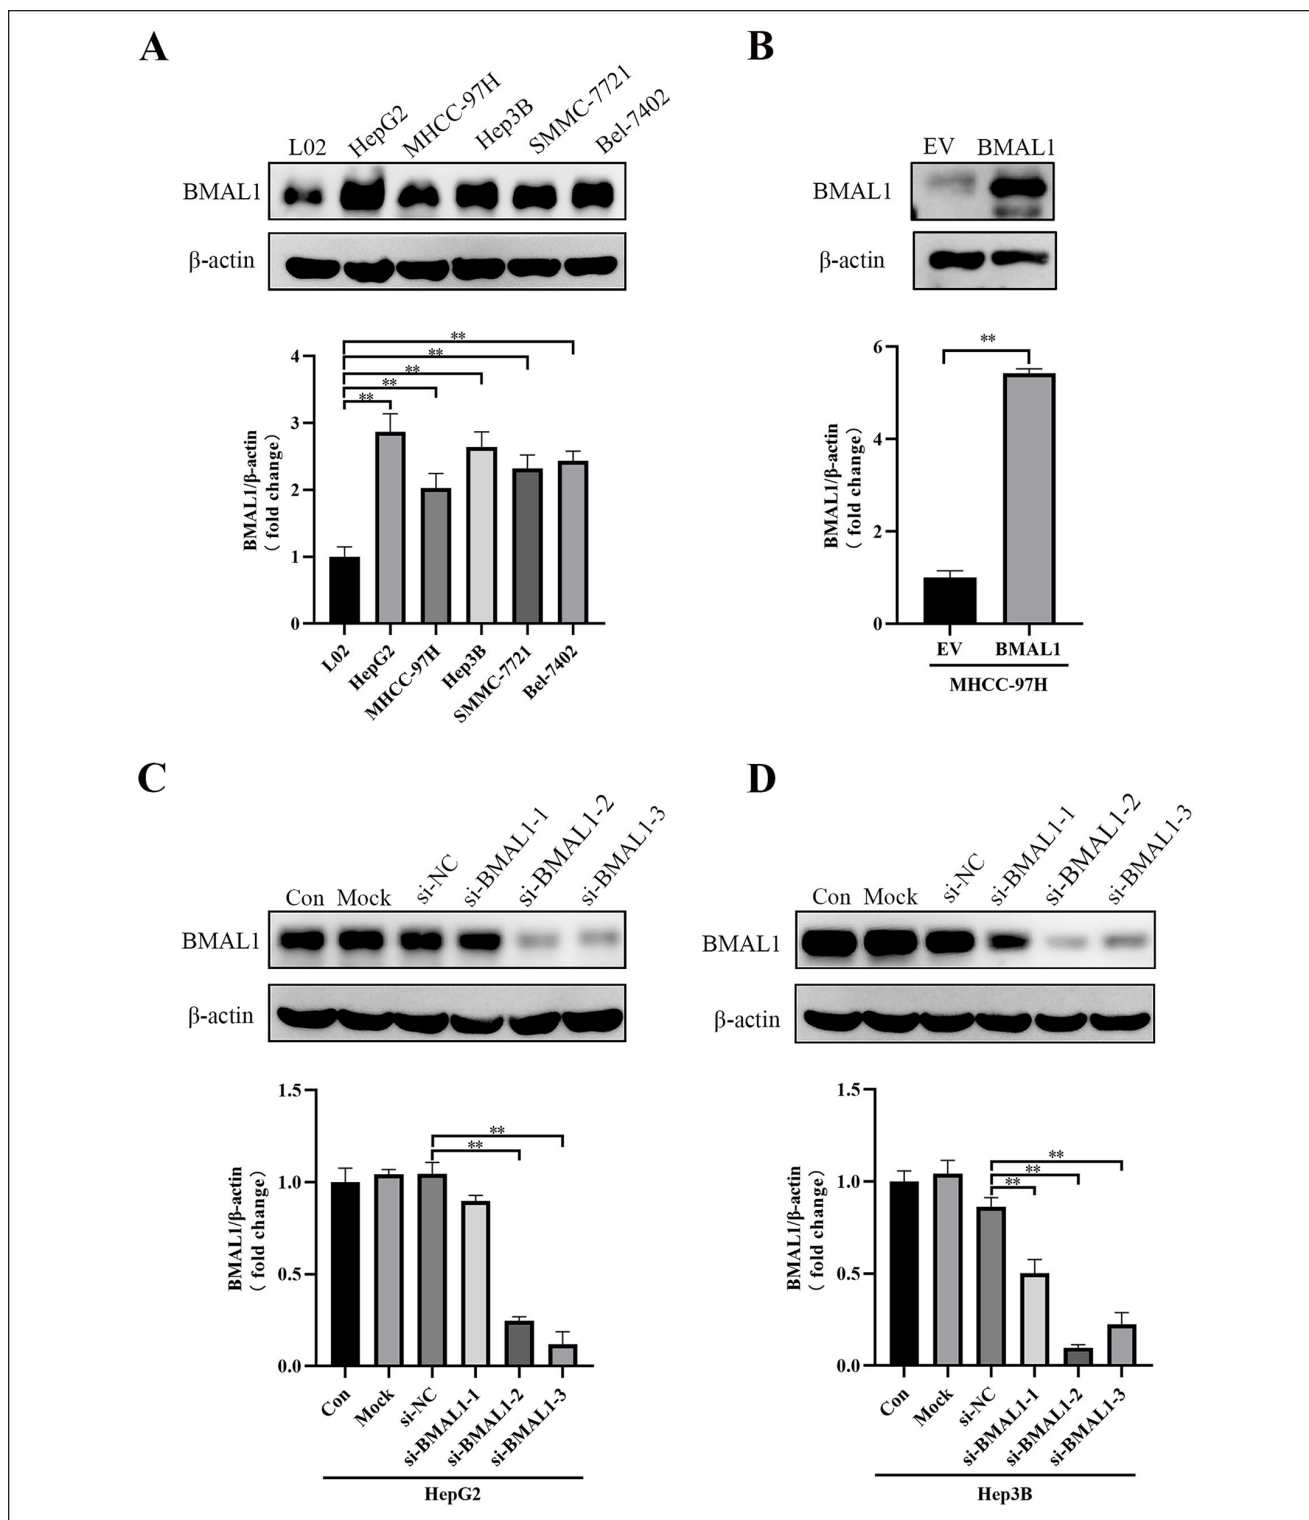 A
L02 HepG2 MHCC-97H Hep3B SMMC-7721 Bel-7402
BMAL1
β-actin
BMAL1/β-actin
( fold change)
4
3
2
1
0
**
**
**
**
**
L02
HepG2
MHCC-97H
Hep3B
SMMC-7721
Bel-7402
B
EV BMAL1
BMAL1
β-actin
BMAL1/β-actin
( fold change)
6
4
2
0
**
EV BMAL1
MHCC-97H
C
Con Mock si-NC si-BMAL1-1 si-BMAL1-2 si-BMAL1-3
BMAL1
β-actin
BMAL1/β-actin
( fold change)
1.5
1.0
0.5
0.0
**
**
Con
Mock
si-NC
si-BMAL1-1
si-BMAL1-2
si-BMAL1-3
HepG2
D
Con Mock si-NC si-BMAL1-1 si-BMAL1-2 si-BMAL1-3
BMAL1
β-actin
BMAL1/β-actin
( fold change)
1.5
1.0
0.5
0.0
**
**
**
Con
Mock
si-NC
si-BMAL1-1
si-BMAL1-2
si-BMAL1-3
Hep3B